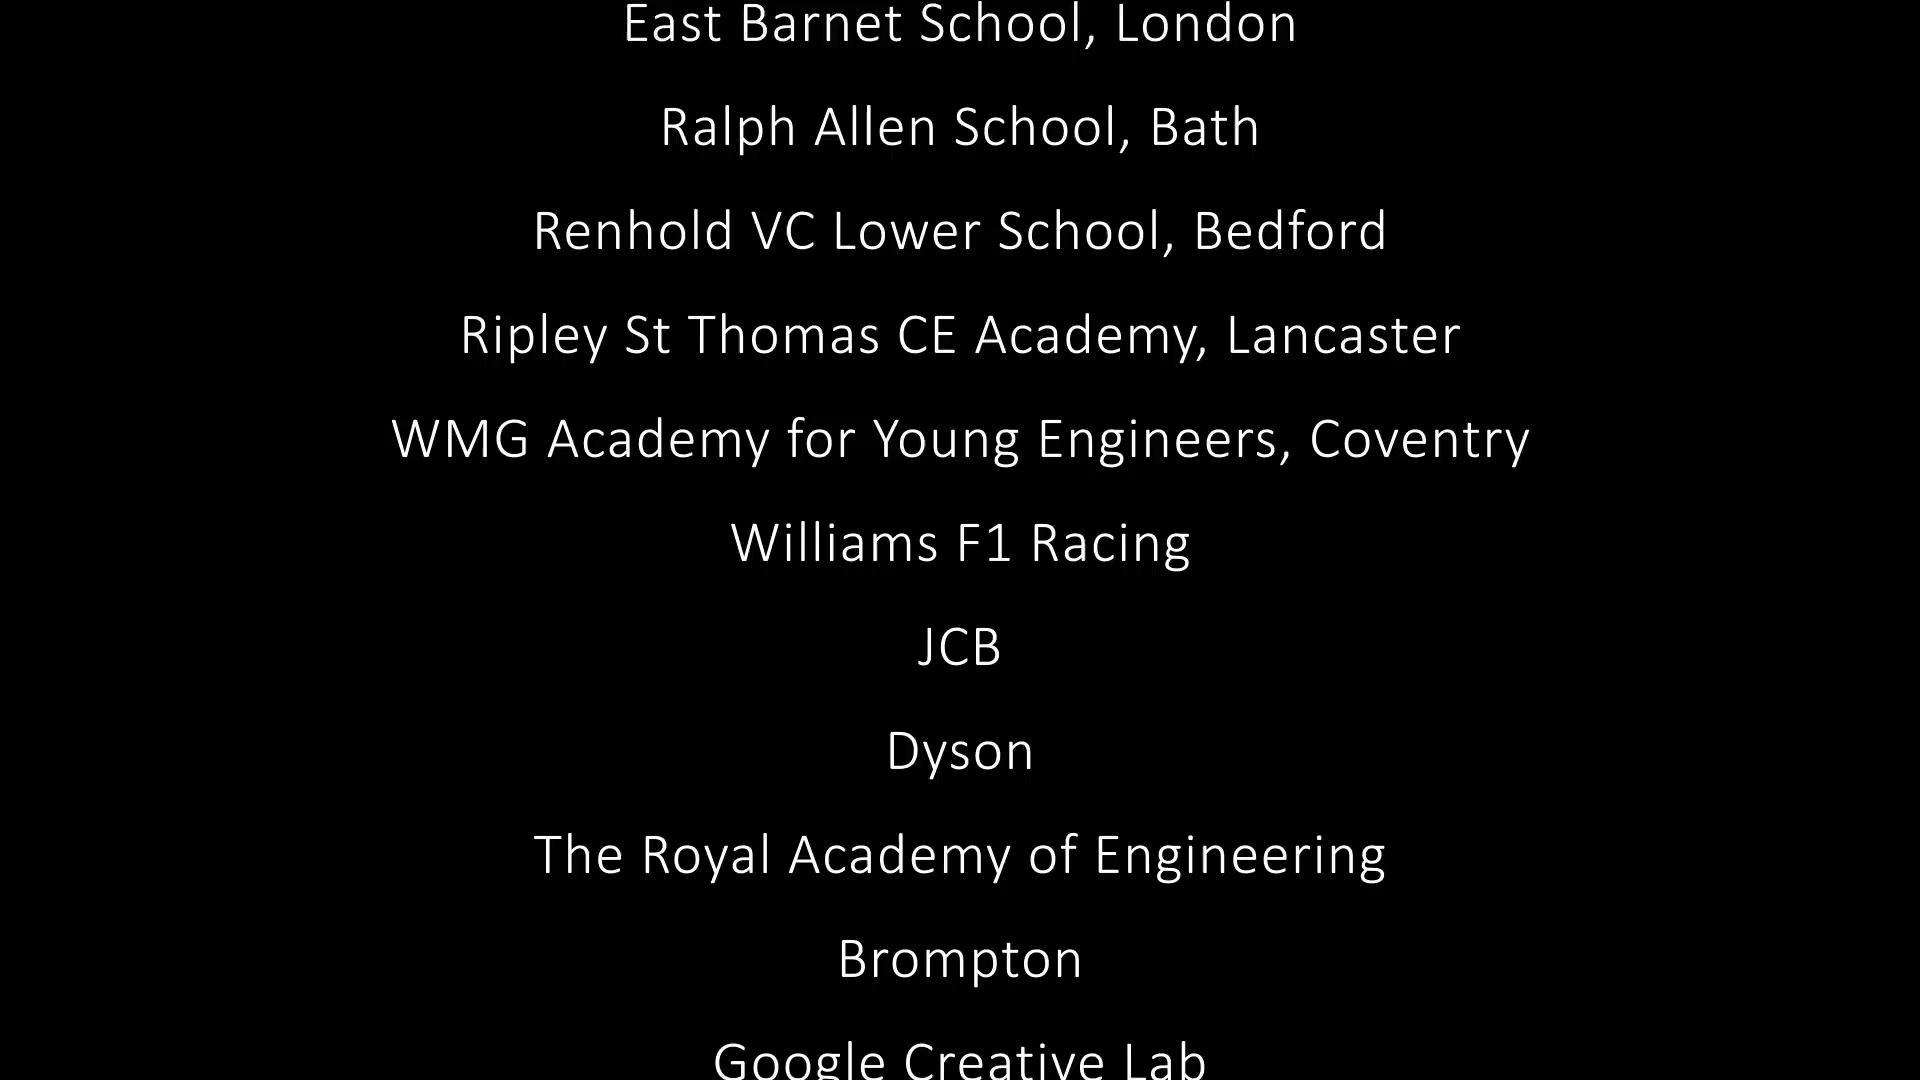 East Barnet School, London
Ralph Allen School, Bath
Renhold VC Lower School, Bedford
Ripley St Thomas CE Academy, Lancaster
WMG Academy for Young Engineers, Coventry
Williams F1 Racing
JCB
Dyson
The Royal Academy of Engineering
Brompton
Google Creative Lab